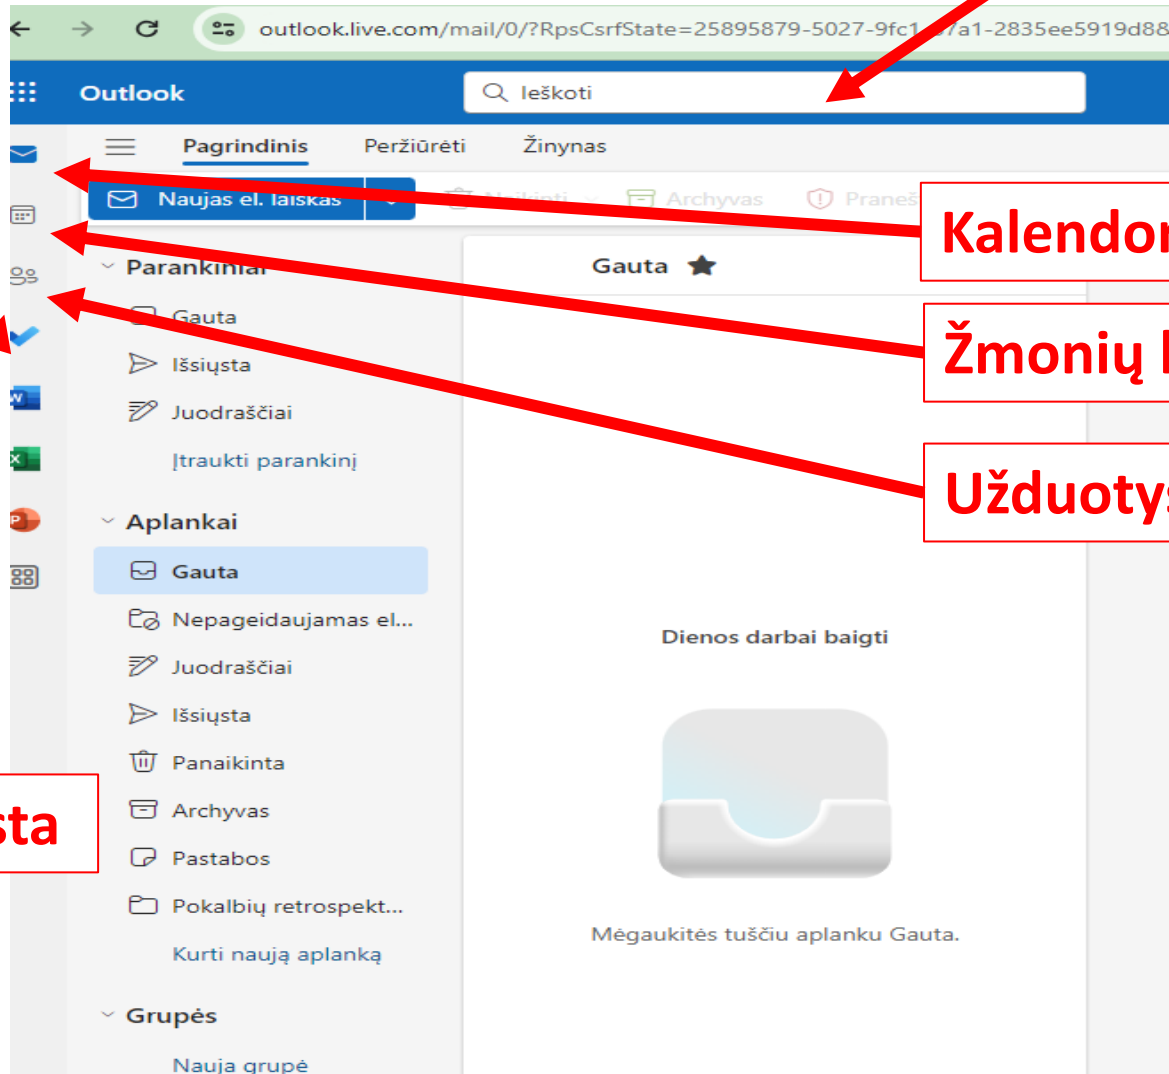 outlook.live.com/mail/0/?RpsCsrfState=25895879-5027-9fc1
7a1-2835ee5919d88
Outlook
Ieškoti
Pagrindinis Peržiūrėti Žinynas
Naujas el. laiškas Archyvas Praneš
Kalendor
Parankiniai
Gauta
Gauta
Žmonių
Išsiųsta
Juodraščiai
Įtraukti parankinį
Užduotys
Aplankai
Gauta
Nepageidaujamas el...
Dienos darbai baigti
Juodraščiai
Išsiųsta
Panaikinta
Archyvas
sta
Pastabos
Pokalbių retrospekt...
Mėgaukitės tuščiu aplanku Gauta.
Kurti naują aplanką
Grupės
Nauja grupė